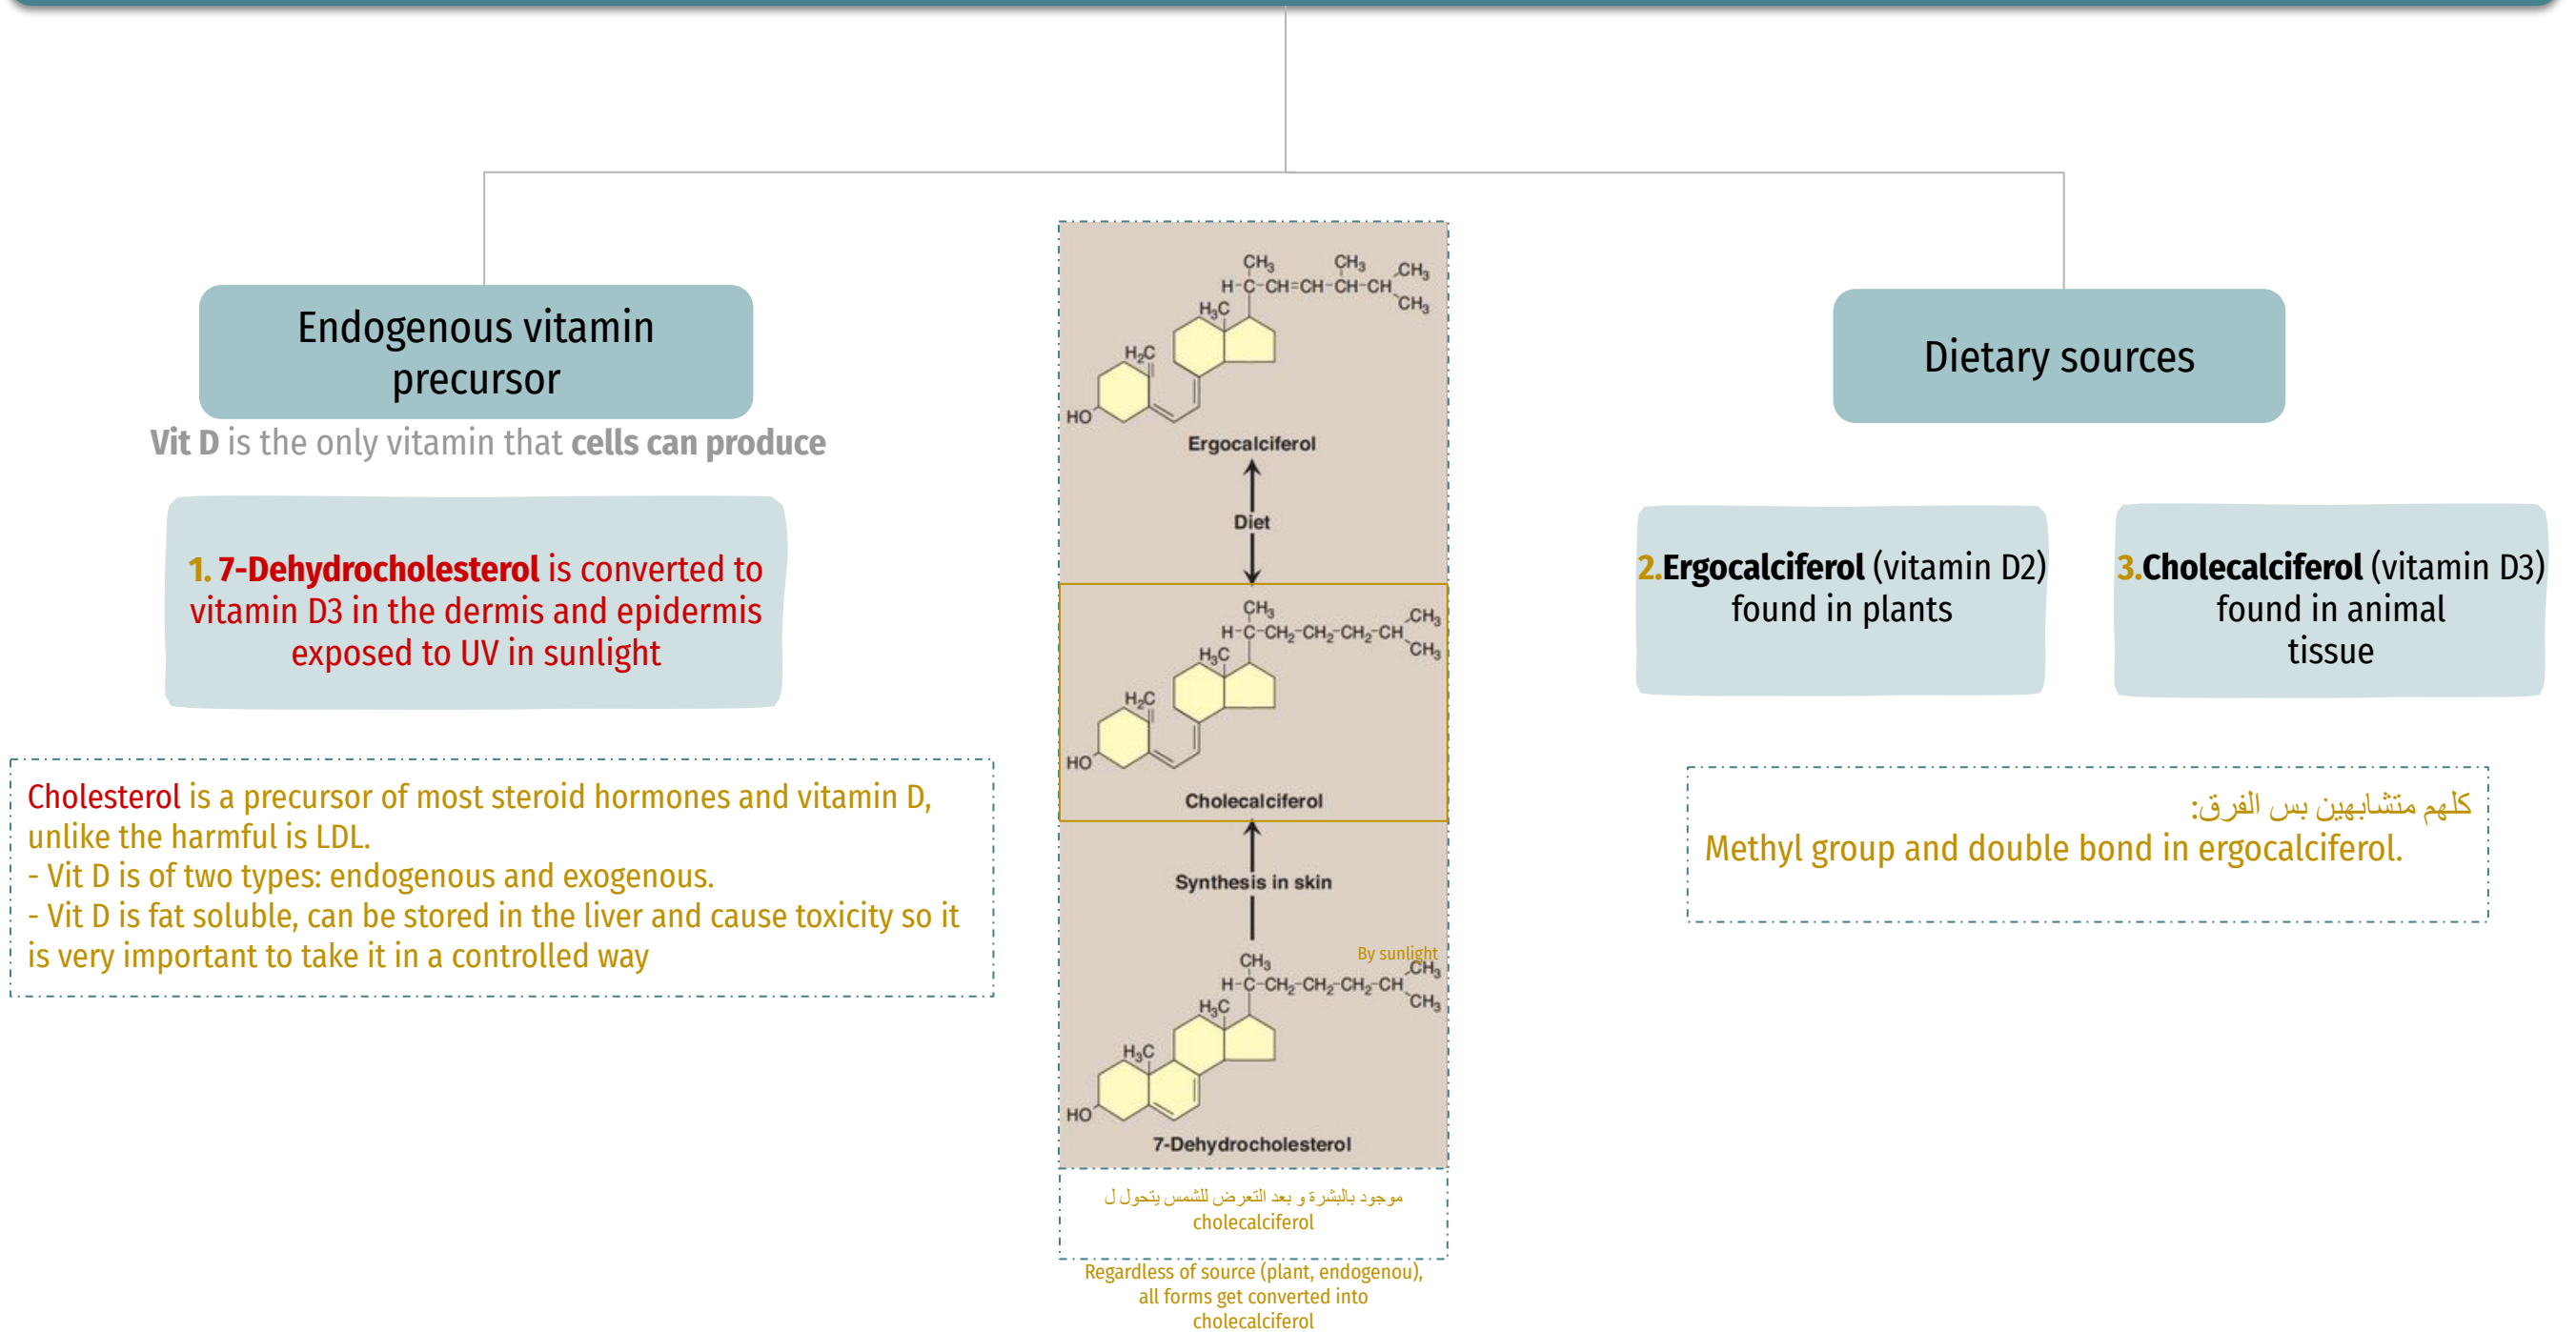 Endogenous vitamin
precursor
Vit D is the only vitamin that cells can produce
1. 7-Dehydrocholesterol is converted to
vitamin D3 in the dermis and epidermis
exposed to UV in sunlight
Cholesterol is a precursor of most steroid hormones and vitamin D,
unlike the harmful is LDL.
- Vit D is of two types: endogenous and exogenous.
- Vit D is fat soluble, can be stored in the liver and cause toxicity so it
is very important to take it in a controlled way
CH₃ CH₃ CH₃
H-C-CH=CH-CH-CH
CH₃
H₃C
H₂C
HO
Ergocalciferol
Diet
CH₃ CH₃
H-C-CH₂-CH₂-CH₂-CH
CH₃
H₃C
H₂C
HO
Cholecalciferol
Synthesis in skin
By sunlight
CH₃ CH₃
H-C-CH₂-CH₂-CH₂-CH
CH₃
H₃C
H₃C
HO
7-Dehydrocholesterol
موجود بالبشرة و بعد التعرض للشمس يتحول ل
cholecalciferol
Regardless of source (plant, endogenou),
all forms get converted into
cholecalciferol
Dietary sources
2.Ergocalciferol (vitamin D2)
found in plants
3.Cholecalciferol (vitamin D3)
found in animal
tissue
كلهم متشابهين بس الفرق:
Methyl group and double bond in ergocalciferol.